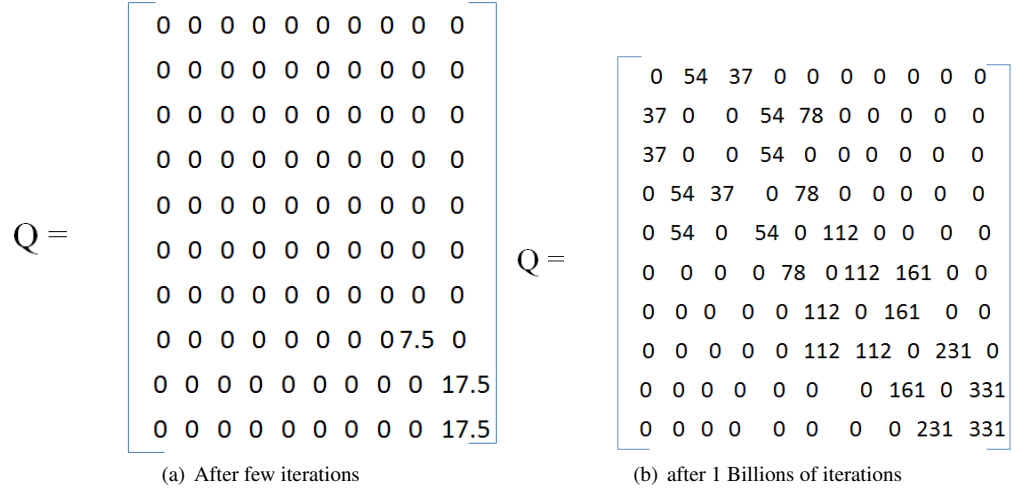 Q =
0 0 0 0 0 0 0 0 0 0
0 0 0 0 0 0 0 0 0 0
0 0 0 0 0 0 0 0 0 0
0 0 0 0 0 0 0 0 0 0
0 0 0 0 0 0 0 0 0 0
0 0 0 0 0 0 0 0 0 0
0 0 0 0 0 0 0 0 0 0
0 0 0 0 0 0 0 0 7.5 0
0 0 0 0 0 0 0 0 0 17.5
0 0 0 0 0 0 0 0 0 17.5
(a) After few iterations
Q =
0 54 37 0 0 0 0 0 0 0
37 0 0 54 78 0 0 0 0 0
37 0 0 54 0 0 0 0 0 0
0 54 37 0 78 0 0 0 0 0
0 54 0 54 0 112 0 0 0 0
0 0 0 0 78 0 112 161 0 0
0 0 0 0 0 112 0 161 0 0
0 0 0 0 0 112 112 0 231 0
0 0 0 0 0 0 0 161 0 331
0 0 0 0 0 0 0 0 231 331
(b) after 1 Billions of iterations